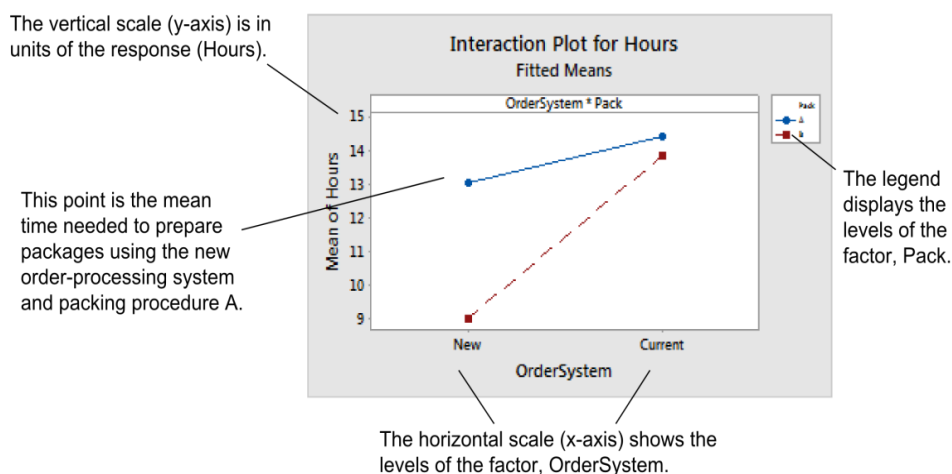 The vertical scale (y-axis) is in
units of the response (Hours).
Interaction Plot for Hours
Fitted Means
OrderSystem * Pack
15
14
13
12
11
10
9
Mean of Hours
New
Current
OrderSystem
Pack
A
B
This point is the mean
time needed to prepare
packages using the new
order-processing system
and packing procedure A.
The legend
displays the
levels of the
factor, Pack.
The horizontal scale (x-axis) shows the
levels of the factor, OrderSystem.